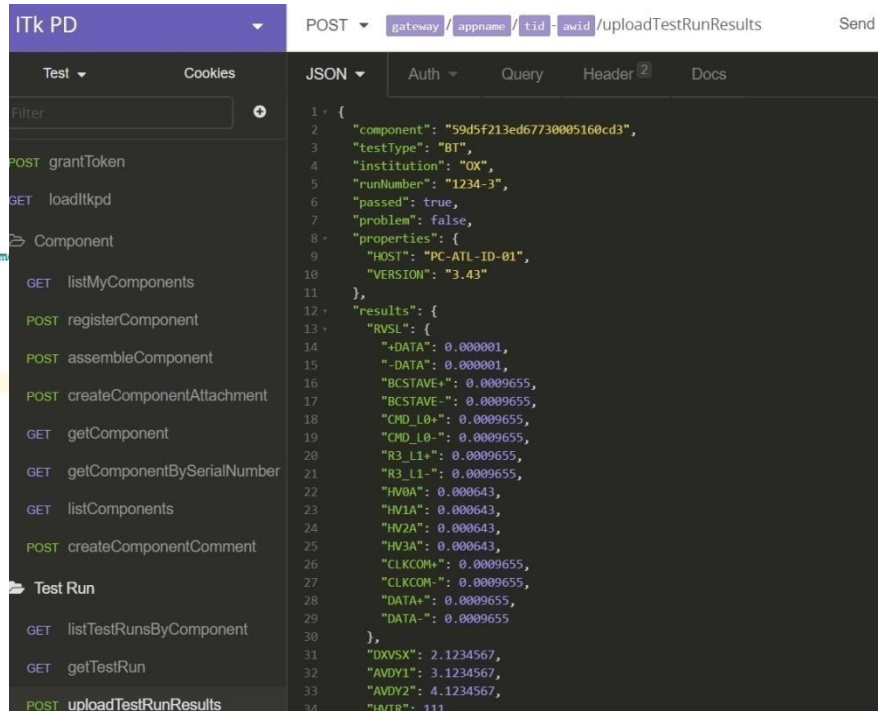 ITk PD
Test
Cookies
Filter
POST grantToken
GET loadItkpd
Component
GET listMyComponents
POST registerComponent
POST assembleComponent
POST createComponentAttachment
GET getComponent
GET getComponentBySerialNumber
GET listComponents
POST createComponentComment
Test Run
GET listTestRunsByComponent
GET getTestRun
POST uploadTestRunResults
POST gateway / appname / tid - awid /uploadTestRunResults Send
JSON Auth Query Header 2 Docs
1 {
2 "component": "59d5f213ed67730005160cd3",
3 "testType": "BT",
4 "institution": "OX",
5 "runNumber": "1234-3",
6 "passed": true,
7 "problem": false,
8 "properties": {
9 "HOST": "PC-ATL-ID-01",
10 "VERSION": "3.43"
11 },
12 "results": {
13 "RVSL": {
14 "+DATA": 0.000001,
15 "-DATA": 0.000001,
16 "BCSTAVE+": 0.0009655,
17 "BCSTAVE-": 0.0009655,
18 "CMD_L0+": 0.0009655,
19 "CMD_L0-": 0.0009655,
20 "R3_L1+": 0.0009655,
21 "R3_L1-": 0.0009655,
22 "HV0A": 0.000643,
23 "HV1A": 0.000643,
24 "HV2A": 0.000643,
25 "HV3A": 0.000643,
26 "CLKCOM+": 0.0009655,
27 "CLKCOM-": 0.0009655,
28 "DATA+": 0.0009655,
29 "DATA-": 0.0009655
30 },
31 "DXVSX": 2.1234567,
32 "AVDY1": 3.1234567,
33 "AVDY2": 4.1234567,
34 "HVTR": 111